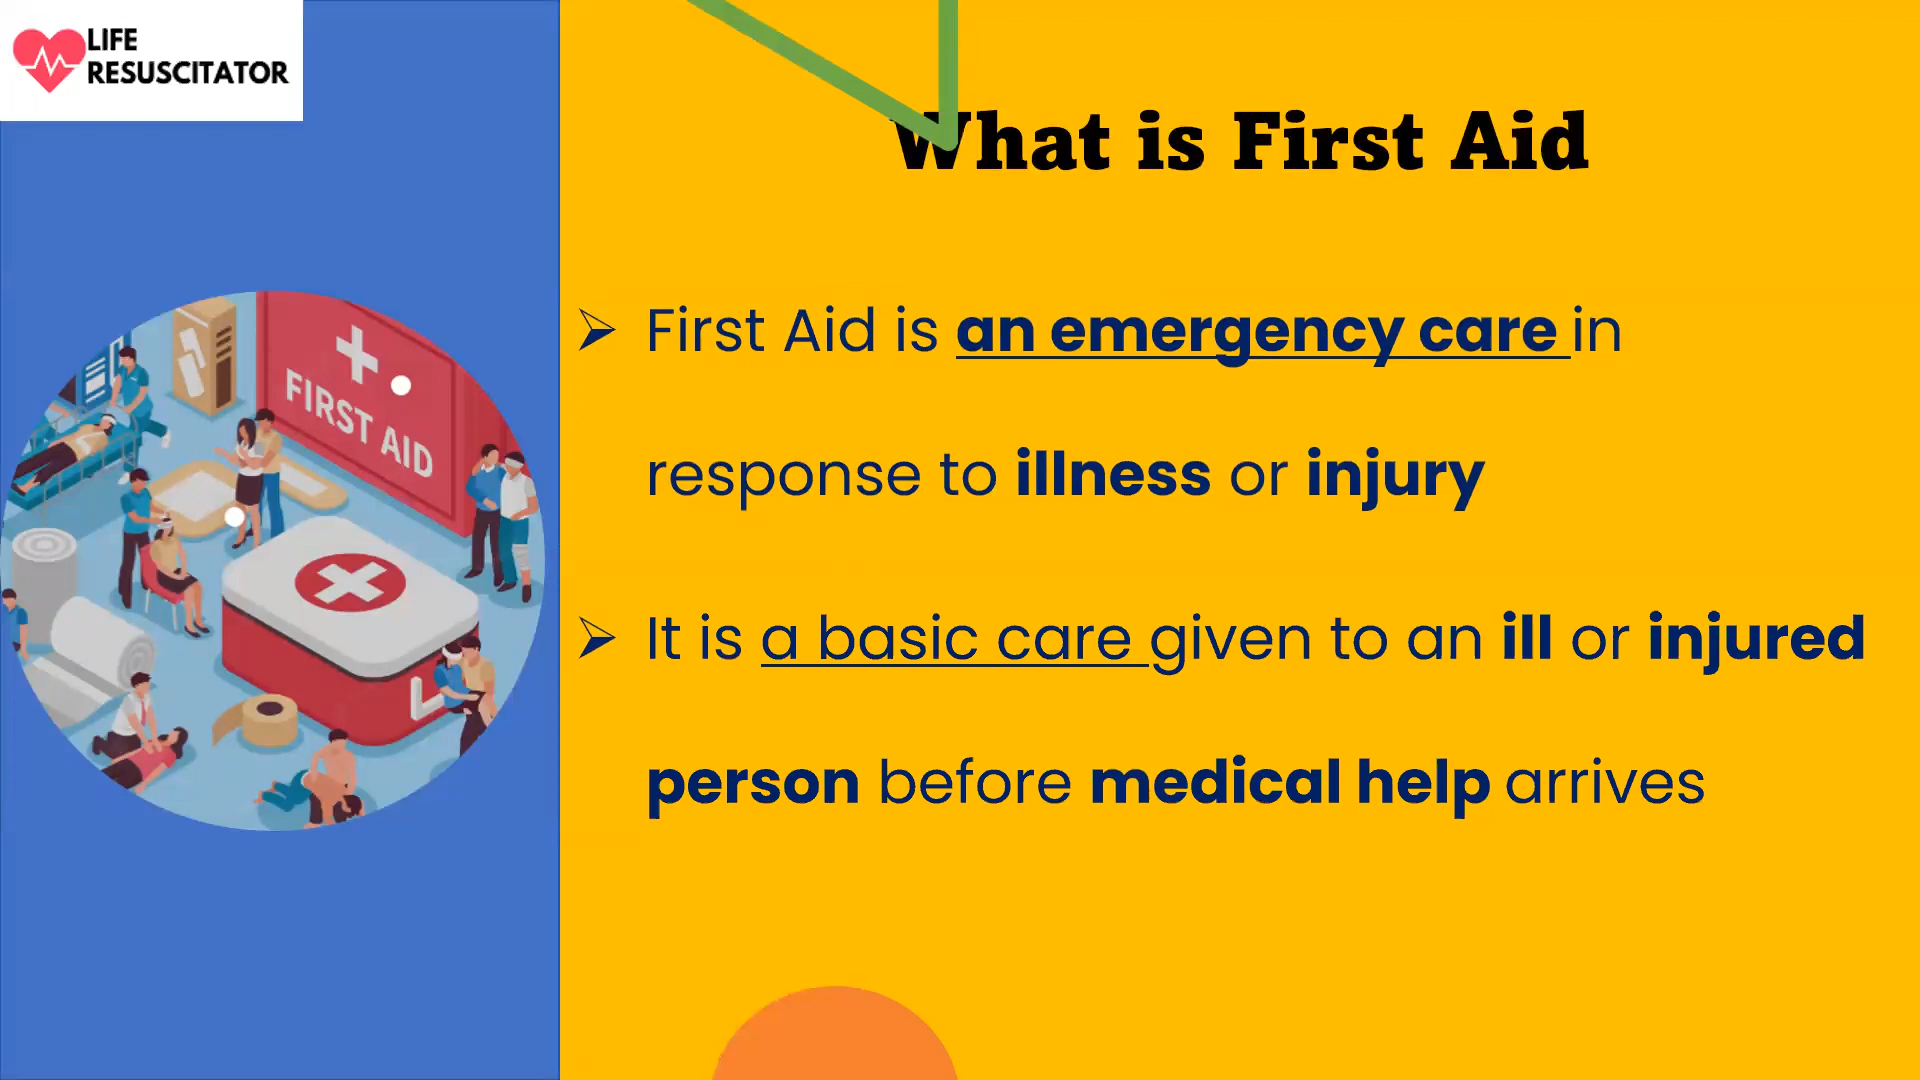 LIFE
RESUSCITATOR
What is First Aid
FIRST AID
➢ First Aid is an emergency care in
response to illness or injury
➢ It is a basic care given to an ill or injured
person before medical help arrives